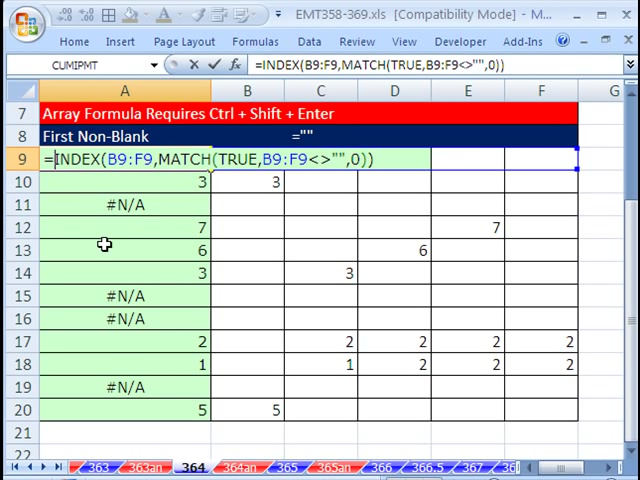 EMT358-369.xls [Compatibility Mode] - M...
Home Insert Page Layout Formulas Data Review View Developer Add-Ins
CUMIPMT =INDEX(B9:F9,MATCH(TRUE,B9:F9<>"",0))
A B C D E F G
7 Array Formula Requires Ctrl + Shift + Enter
8 First Non-Blank =""
9 =INDEX(B9:F9,MATCH(TRUE,B9:F9<>"",0))
10 3 3
11 #N/A
12 7 7
13 6 6
14 3 3
15 #N/A
16 #N/A
17 2 2 2 2 2
18 1 1 2 2 2
19 #N/A
20 5 5
21
22
363 363an 364 364an 365 365an 366 366.5 367